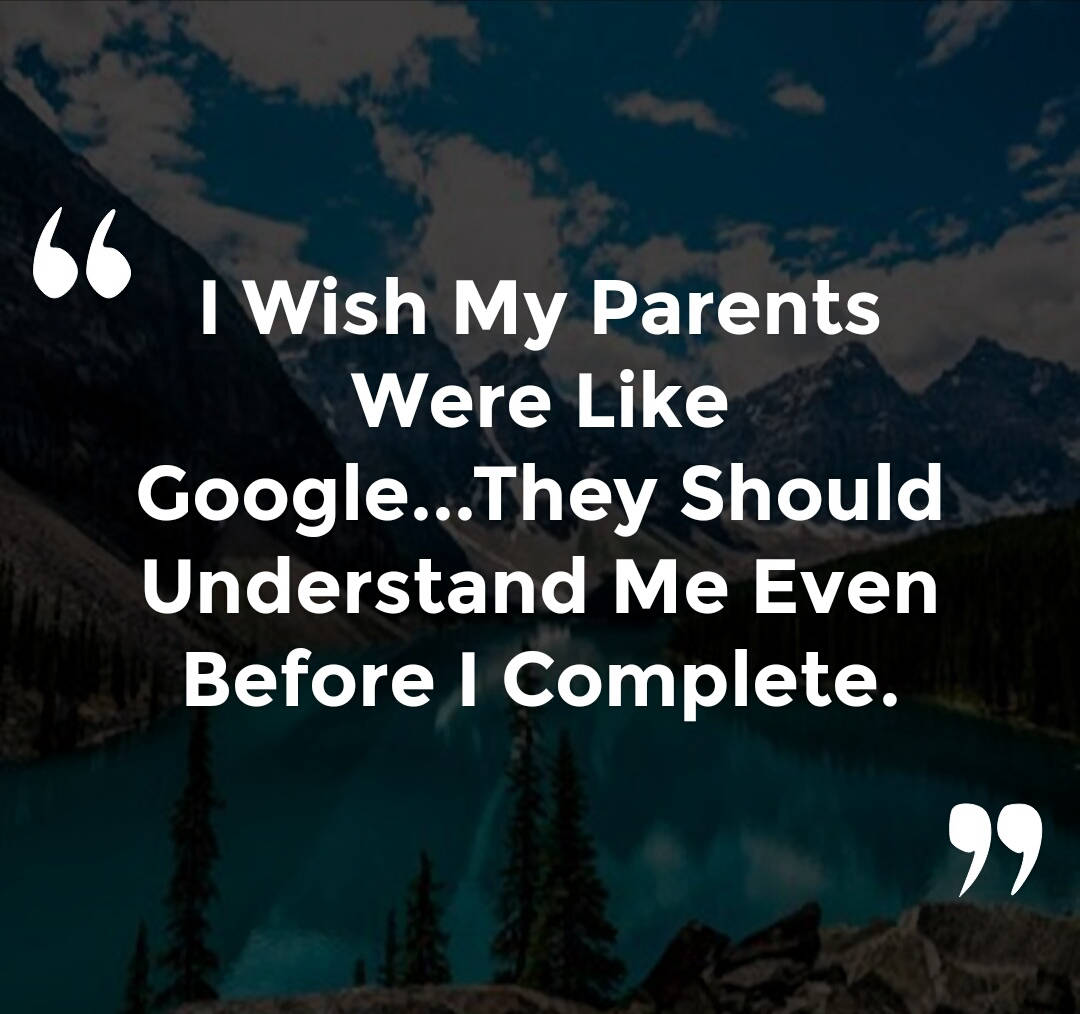 “
I Wish My Parents
Were Like
Google...They Should
Understand Me Even
Before I Complete.
”